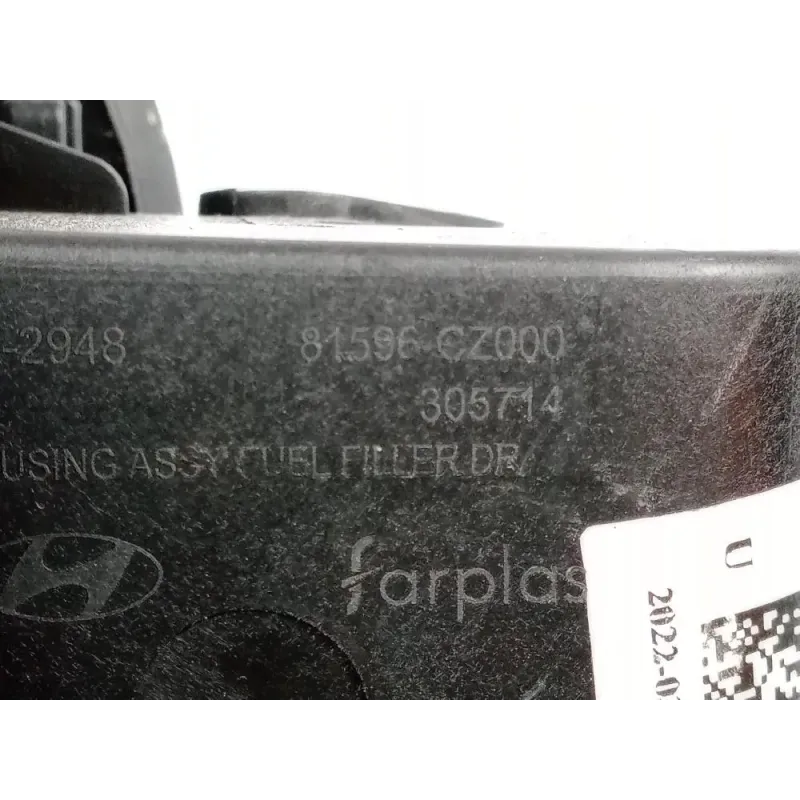 -2948 81596-CZ000
305714
USING ASSY FUEL FILLER DR
farplas
U
2022-0